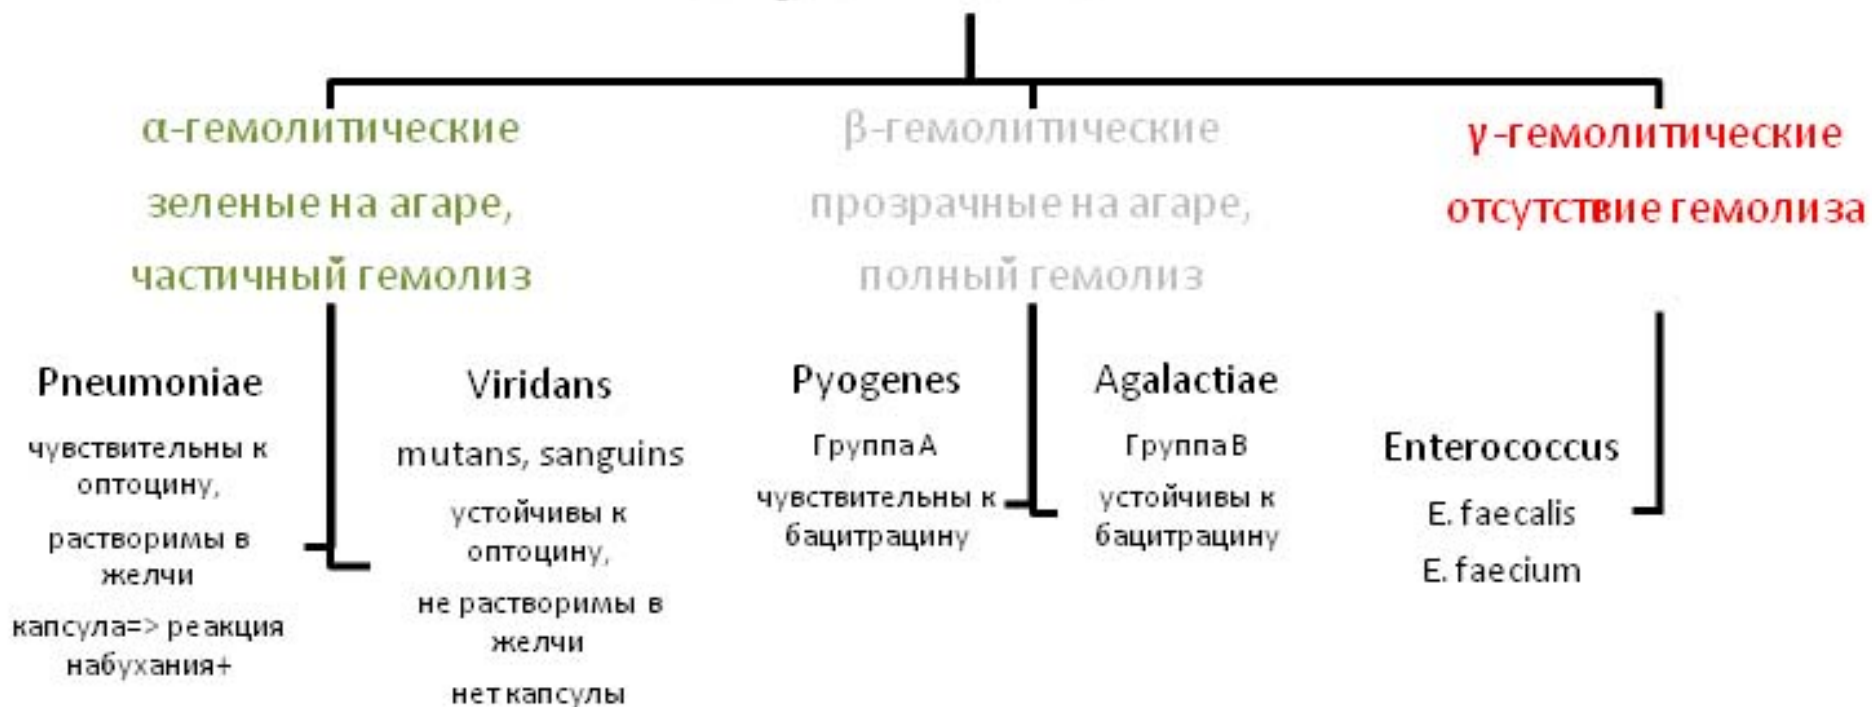 α-гемолитические
зеленые на агаре,
частичный гемолиз
β-гемолитические
прозрачные на агаре,
полный гемолиз
γ-гемолитические
отсутствие гемолиза
Pneumoniae
чувствительны к
оптоцину,
растворимы в
желчи
капсула=> реакция
набухания+
Viridans
mutans, sanguins
устойчивы к
оптоцину,
не растворимы в
желчи
нет капсулы
Pyogenes
Группа А
чувствительны к
бацитрацину
Agalactiae
Группа В
устойчивы к
бацитрацину
Enterococcus
E. faecalis
E. faecium